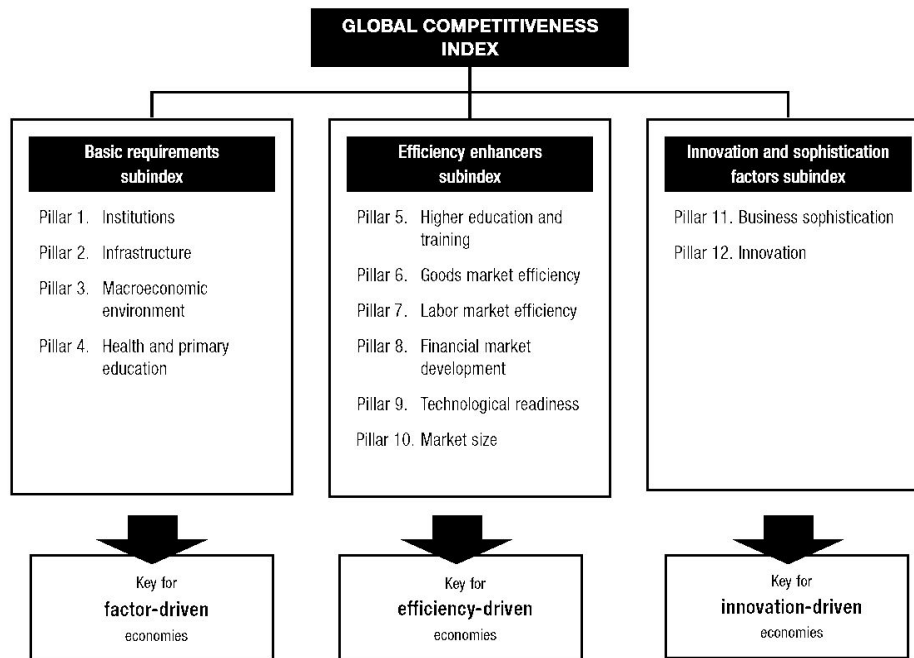 GLOBAL COMPETITIVENESS
INDEX
Basic requirements
subindex
Pillar 1. Institutions
Pillar 2. Infrastructure
Pillar 3. Macroeconomic
environment
Pillar 4. Health and primary
education
Key for
factor-driven
economies
Efficiency enhancers
subindex
Pillar 5. Higher education and
training
Pillar 6. Goods market efficiency
Pillar 7. Labor market efficiency
Pillar 8. Financial market
development
Pillar 9. Technological readiness
Pillar 10. Market size
Key for
efficiency-driven
economies
Innovation and sophistication
factors subindex
Pillar 11. Business sophistication
Pillar 12. Innovation
Key for
innovation-driven
economies